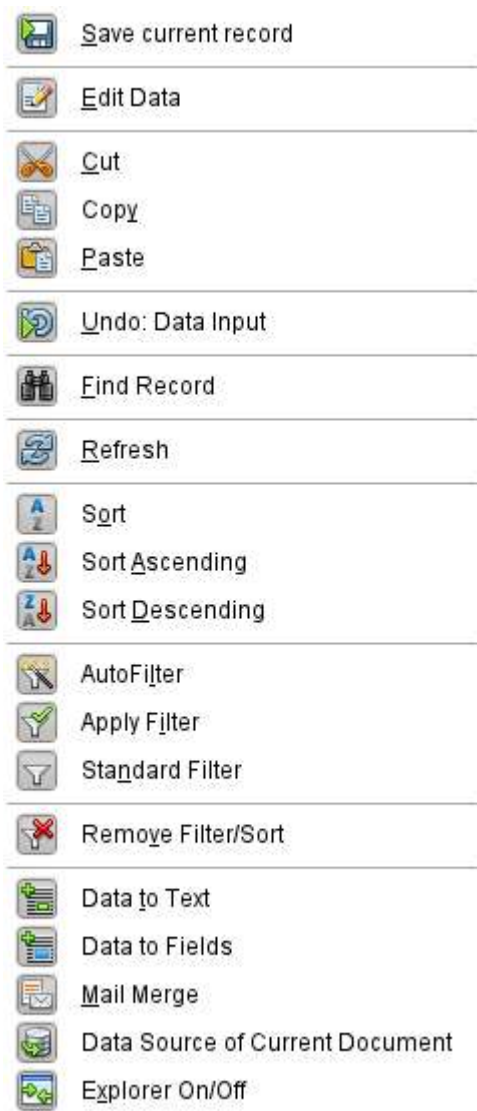 Save current record
Edit Data
Cut
Copy
Paste
Undo: Data Input
Find Record
Refresh
Sort
Sort Ascending
Sort Descending
AutoFilter
Apply Filter
Standard Filter
Remove Filter/Sort
Data to Text
Data to Fields
Mail Merge
Data Source of Current Document
Explorer On/Off